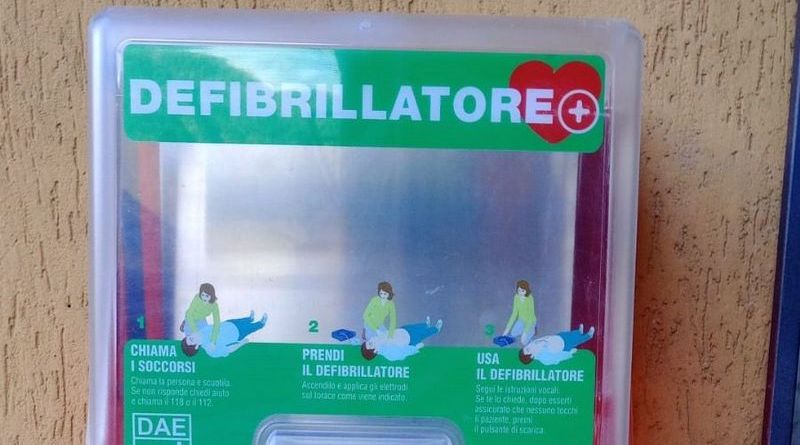 DEFIBRILLATORE
1
CHIAMA
I SOCCORSI
Chiama la persona e scuotila.
Se non risponde chiedi aiuto
e chiama il 118 o il 112.
2
PRENDI
IL DEFIBRILLATORE
Accendilo e applica gli elettrodi
sul torace come viene indicato.
3
USA
IL DEFIBRILLATORE
Segui le istruzioni vocali.
Se te lo chiede, dopo esserti
assicurato che nessuno tocchi
il paziente, premi
il pulsante di scarica.
DAE